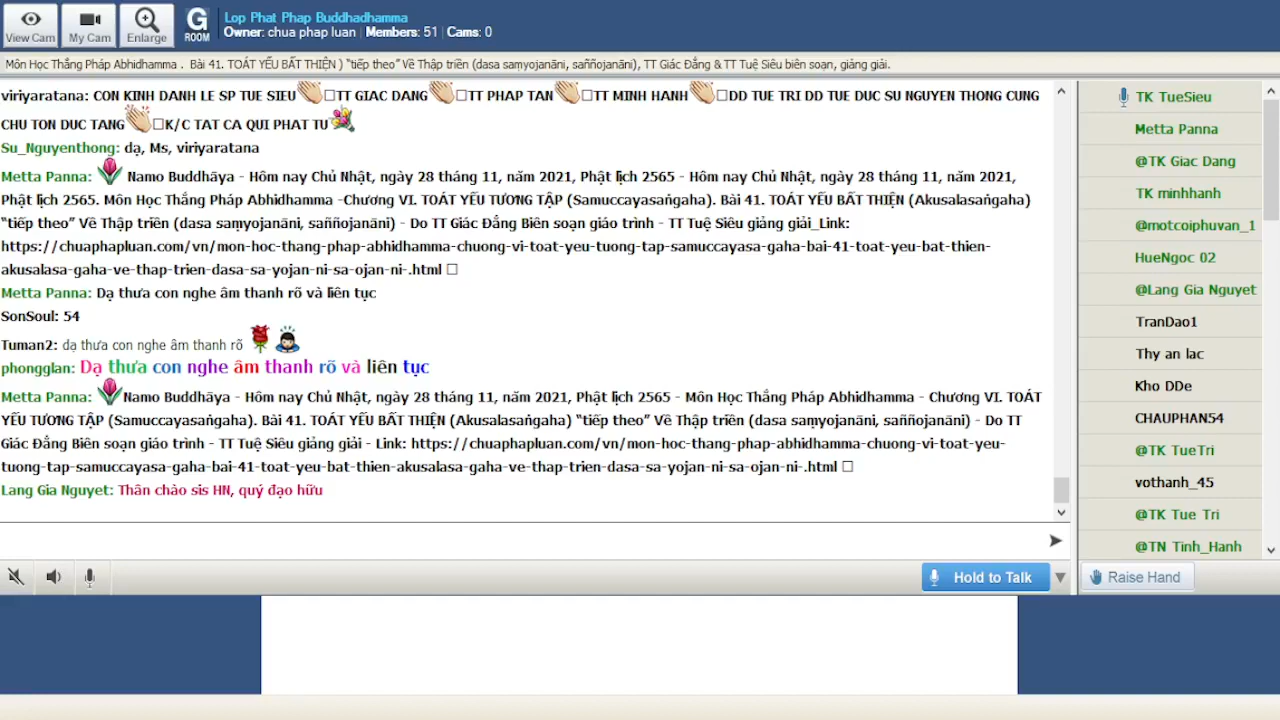 View Cam
My Cam
Enlarge
G
ROOM
Lop Phat Phap Buddhadhamma
Owner: chua phap luan | Members: 51 | Cams: 0
Môn Học Thắng Pháp Abhidhamma . Bài 41. TOÁT YẾU BẤT THIỆN ) “tiếp theo” Về Thập triền (dasa saṃyojanāni, saññojanāni), TT Giác Đẳng & TT Tuệ Siêu biên soạn, giảng giải.
viriyaratana: CON KINH DANH LE SP TUE SIEU TT GIAC DANG TT PHAP TAN TT MINH HANH DD TUE TRI DD TUE DUC SU NGUYEN THONG CUNG
CHU TON DUC TANG K/C TAT CA QUI PHAT TU
Su_Nguyenthong: dạ, Ms, viriyaratana
Metta Panna: Namo Buddhāya - Hôm nay Chủ Nhật, ngày 28 tháng 11, năm 2021, Phật lịch 2565 - Hôm nay Chủ Nhật, ngày 28 tháng 11, năm 2021,
Phật lịch 2565. Môn Học Thắng Pháp Abhidhamma -Chương VI. TOÁT YẾU TƯƠNG TẬP (Samuccayasaṅgaha). Bài 41. TOÁT YẾU BẤT THIỆN (Akusalasaṅgaha)
“tiếp theo” Về Thập triền (dasa saṃyojanāni, saññojanāni) - Do TT Giác Đẳng Biên soạn giáo trình - TT Tuệ Siêu giảng giải_Link:
https://chuaphapluan.com/vn/mon-hoc-thang-phap-abhidhamma-chuong-vi-toat-yeu-tuong-tap-samuccayasa-gaha-bai-41-toat-yeu-bat-thien-
akusalasa-gaha-ve-thap-trien-dasa-sa-yojan-ni-sa-ojan-ni-.html
Metta Panna: Dạ thưa con nghe âm thanh rõ và liên tục
SonSoul: 54
Tuman2: dạ thưa con nghe âm thanh rõ
phongglan: Dạ thưa con nghe âm thanh rõ và liên tục
Metta Panna: Namo Buddhāya - Hôm nay Chủ Nhật, ngày 28 tháng 11, năm 2021, Phật lịch 2565 - Môn Học Thắng Pháp Abhidhamma - Chương VI. TOÁT
YẾU TƯƠNG TẬP (Samuccayasaṅgaha). Bài 41. TOÁT YẾU BẤT THIỆN (Akusalasaṅgaha) “tiếp theo” Về Thập triền (dasa saṃyojanāni, saññojanāni) - Do TT
Giác Đẳng Biên soạn giáo trình - TT Tuệ Siêu giảng giải - Link: https://chuaphapluan.com/vn/mon-hoc-thang-phap-abhidhamma-chuong-vi-toat-yeu-
tuong-tap-samuccayasa-gaha-bai-41-toat-yeu-bat-thien-akusalasa-gaha-ve-thap-trien-dasa-sa-yojan-ni-sa-ojan-ni-.html
Lang Gia Nguyet: Thân chào sis HN, quý đạo hữu
Hold to Talk
TK TueSieu
Metta Panna
@TK Giac Dang
TK minhhanh
@motcoiphuvan_1
HueNgoc 02
@Lang Gia Nguyet
TranDao1
Thy an lac
Kho DDe
CHAUPHAN54
@TK TueTri
vothanh_45
@TK Tue Tri
@TN Tinh_Hanh
Raise Hand